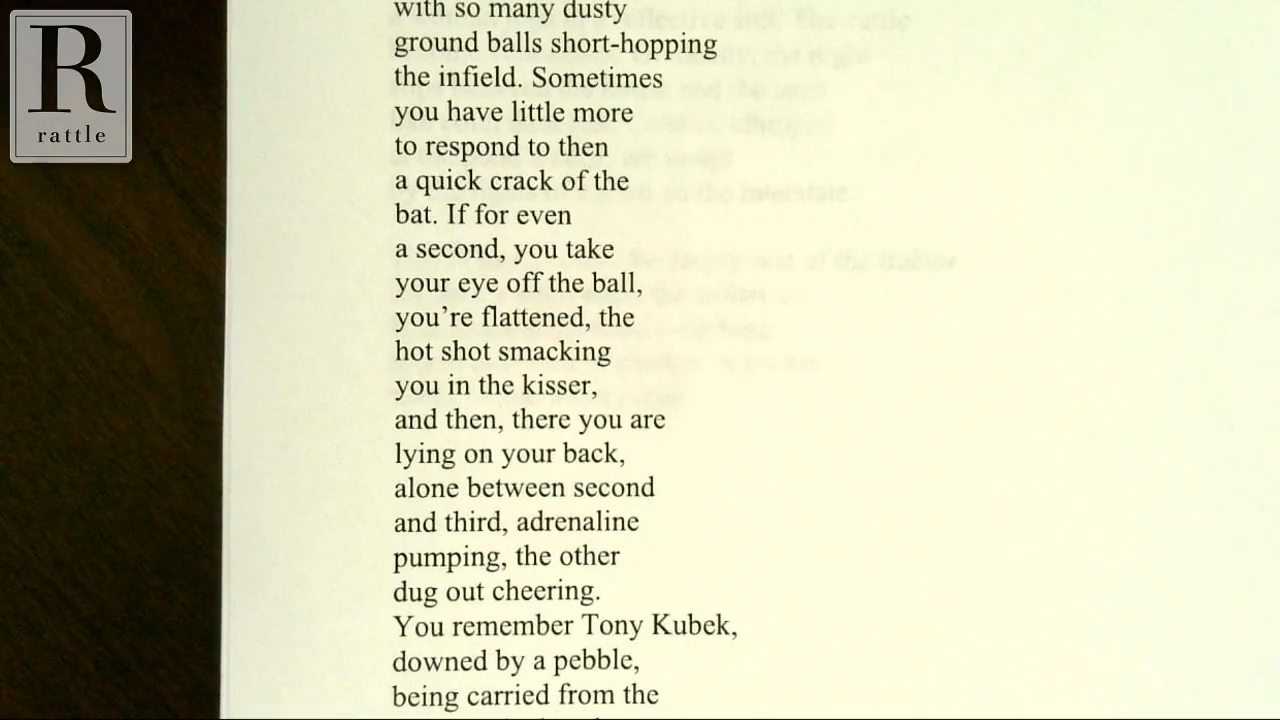 R
rattle
with so many dusty
ground balls short-hopping
the infield. Sometimes
you have little more
to respond to then
a quick crack of the
bat. If for even
a second, you take
your eye off the ball,
you’re flattened, the
hot shot smacking
you in the kisser,
and then, there you are
lying on your back,
alone between second
and third, adrenaline
pumping, the other
dug out cheering.
You remember Tony Kubek,
downed by a pebble,
being carried from the